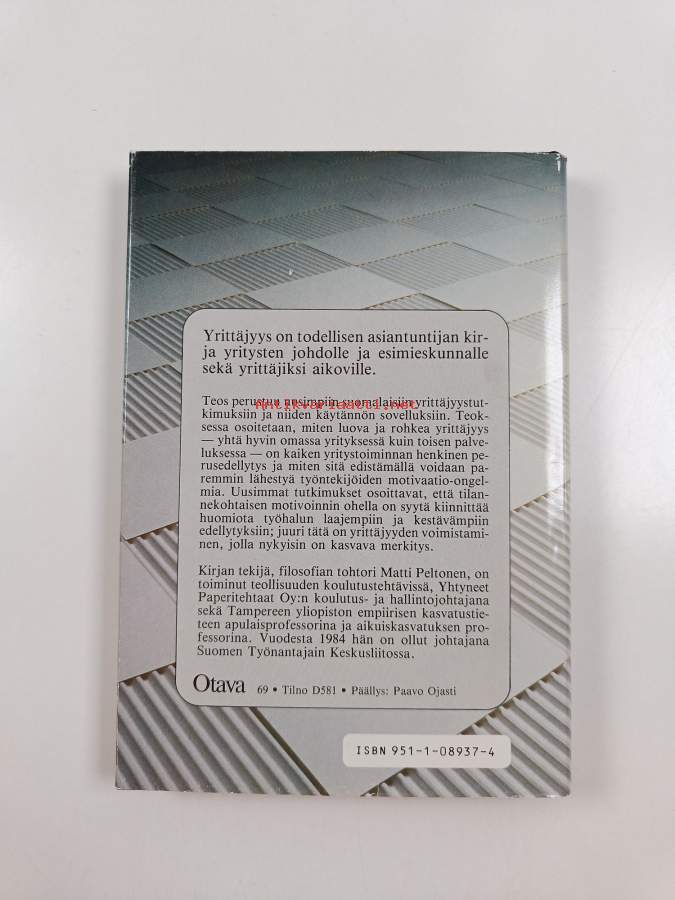 Yrittäjyys on todellisen asiantuntijan kir-
ja yritysten johdolle ja esimieskunnalle
sekä yrittäjiksi aikoville.
Teos perustuu uusimpiin suomalaisiin yrittäjyystut-
antikvariaatti.net
kimuksiin ja niiden käytännön sovelluksiin. Teok-
sessa osoitetaan, miten luova ja rohkea yrittäjyys
— yhtä hyvin omassa yrityksessä kuin toisen palve-
luksessa — on kaiken yritystoiminnan henkinen pe-
rusedellytys ja miten sitä edistämällä voidaan pa-
remmin lähestyä työntekijöiden motivaatio-ongel-
mia. Uusimmat tutkimukset osoittavat, että tilan-
nekohtaisen motivoinnin ohella on syytä kiinnittää
huomiota työhalun laajempiin ja kestävämpiin
edellytyksiin; juuri tätä on yrittäjyyden voimistami-
nen, jolla nykyisin on kasvava merkitys.
Kirjan tekijä, filosofian tohtori Matti Peltonen, on
toiminut teollisuuden koulutustehtävissä, Yhtyneet
Paperitehtaat Oy:n koulutus- ja hallintojohtajana
sekä Tampereen yliopiston empiirisen kasvatustie-
teen apulaisprofessorina ja aikuiskasvatuksen pro-
fessorina. Vuodesta 1984 hän on ollut johtajana
Suomen Työnantajain Keskusliitossa.
Otava 69 • Tilno D581 • Päällys: Paavo Ojasti
ISBN 951-1-08937-4